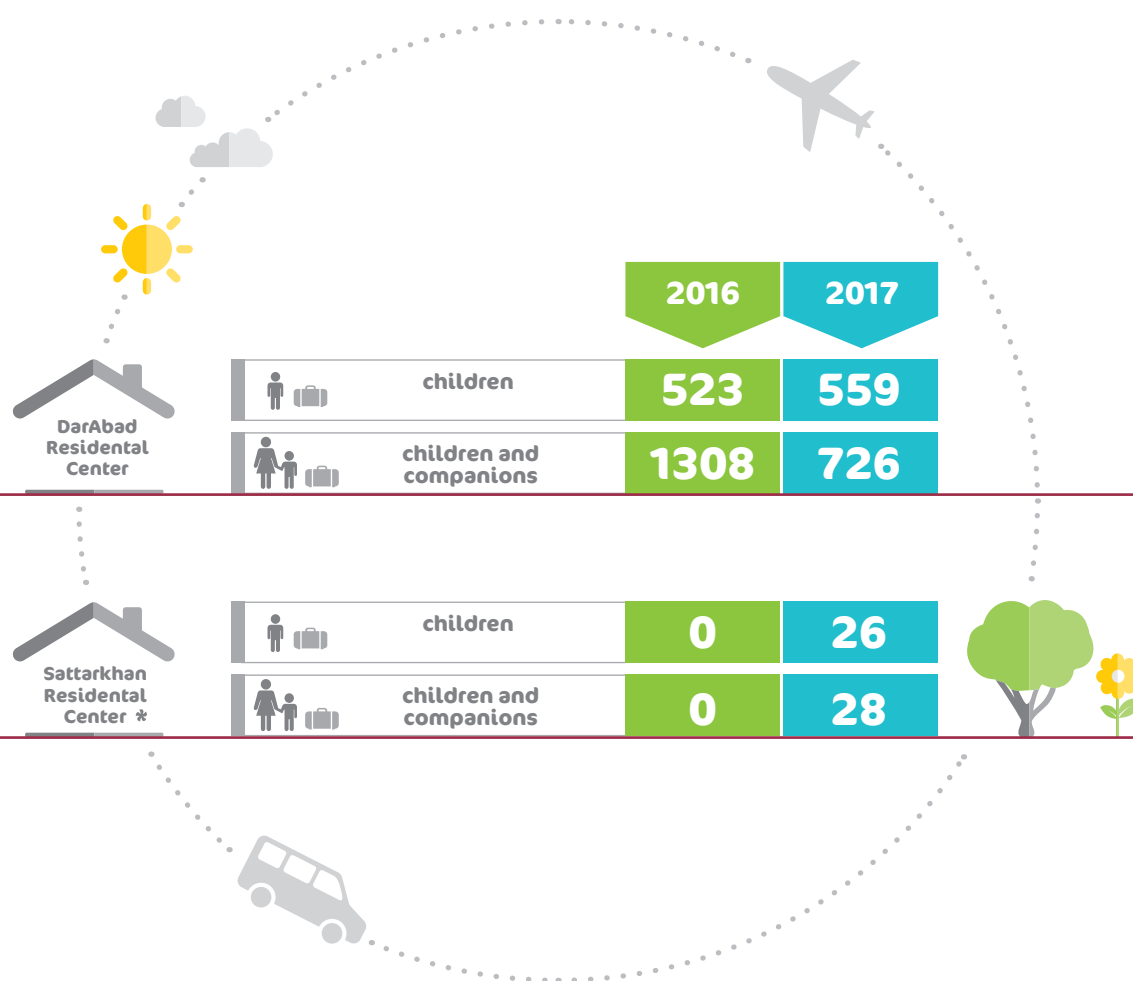 2016 2017
DarAbad
Residental
Center
children 523 559
children and
companions
1308 726
Sattarkhan
Residental
Center *
children 0 26
children and
companions
0 28